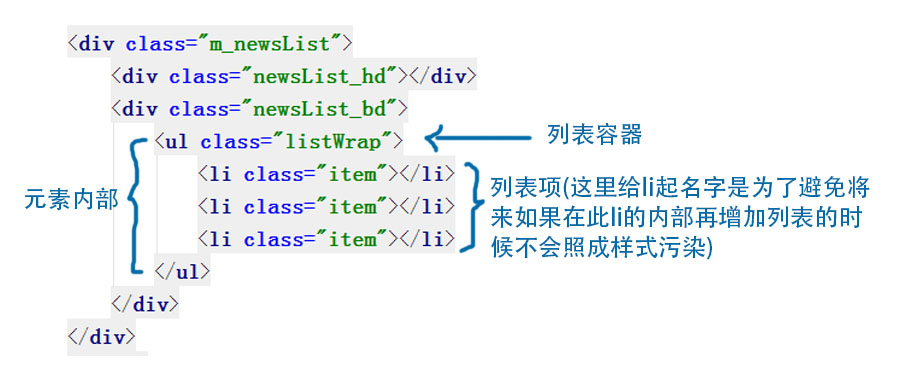 <div class="m_newsList">
<div class="newsList_hd"></div>
<div class="newsList_bd">
<ul class="listWrap">
列表容器
元素内部
<li class="item"></li>
<li class="item"></li>
<li class="item"></li>
列表项(这里给li起名字是为了避免将
来如果在此li的内部再增加列表的时
候不会照成样式污染)
</ul>
</div>
</div>